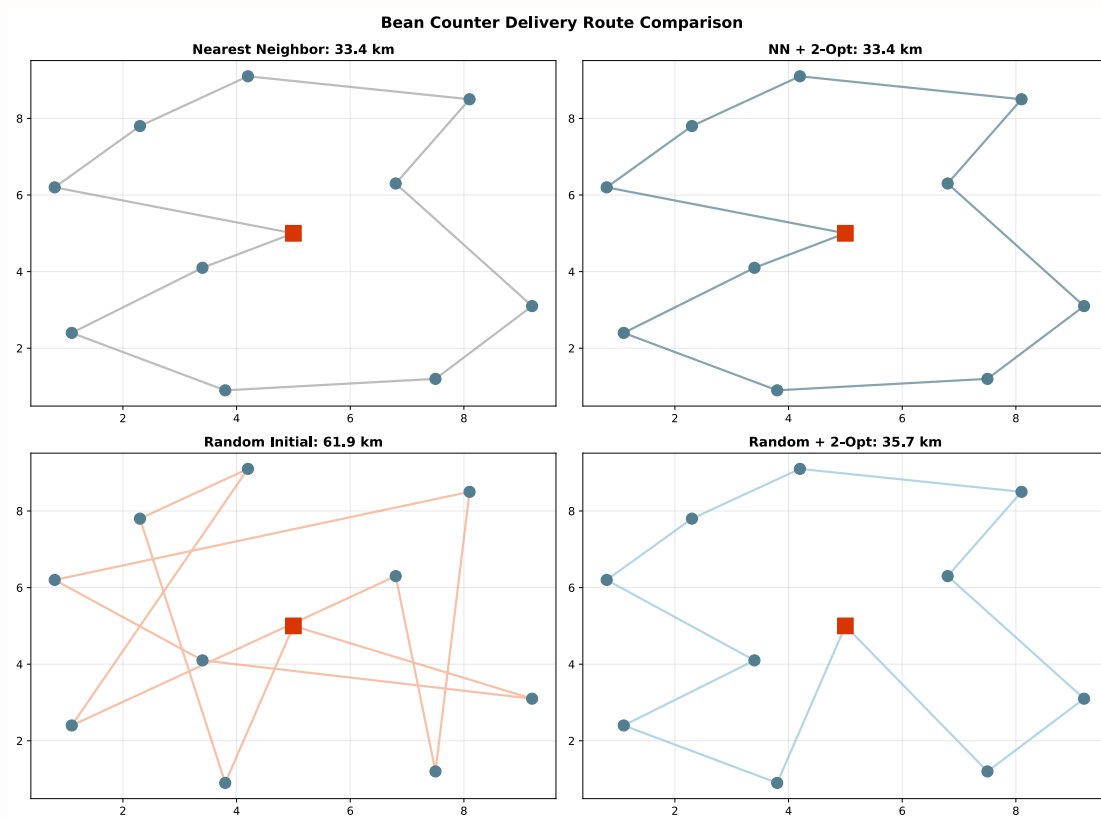 Bean Counter Delivery Route Comparison
Nearest Neighbor: 33.4 km
NN + 2-Opt: 33.4 km
8
6
4
2
2 4 6 8
8
6
4
2
2 4 6 8
Random Initial: 61.9 km
Random + 2-Opt: 35.7 km
8
6
4
2
2 4 6 8
8
6
4
2
2 4 6 8